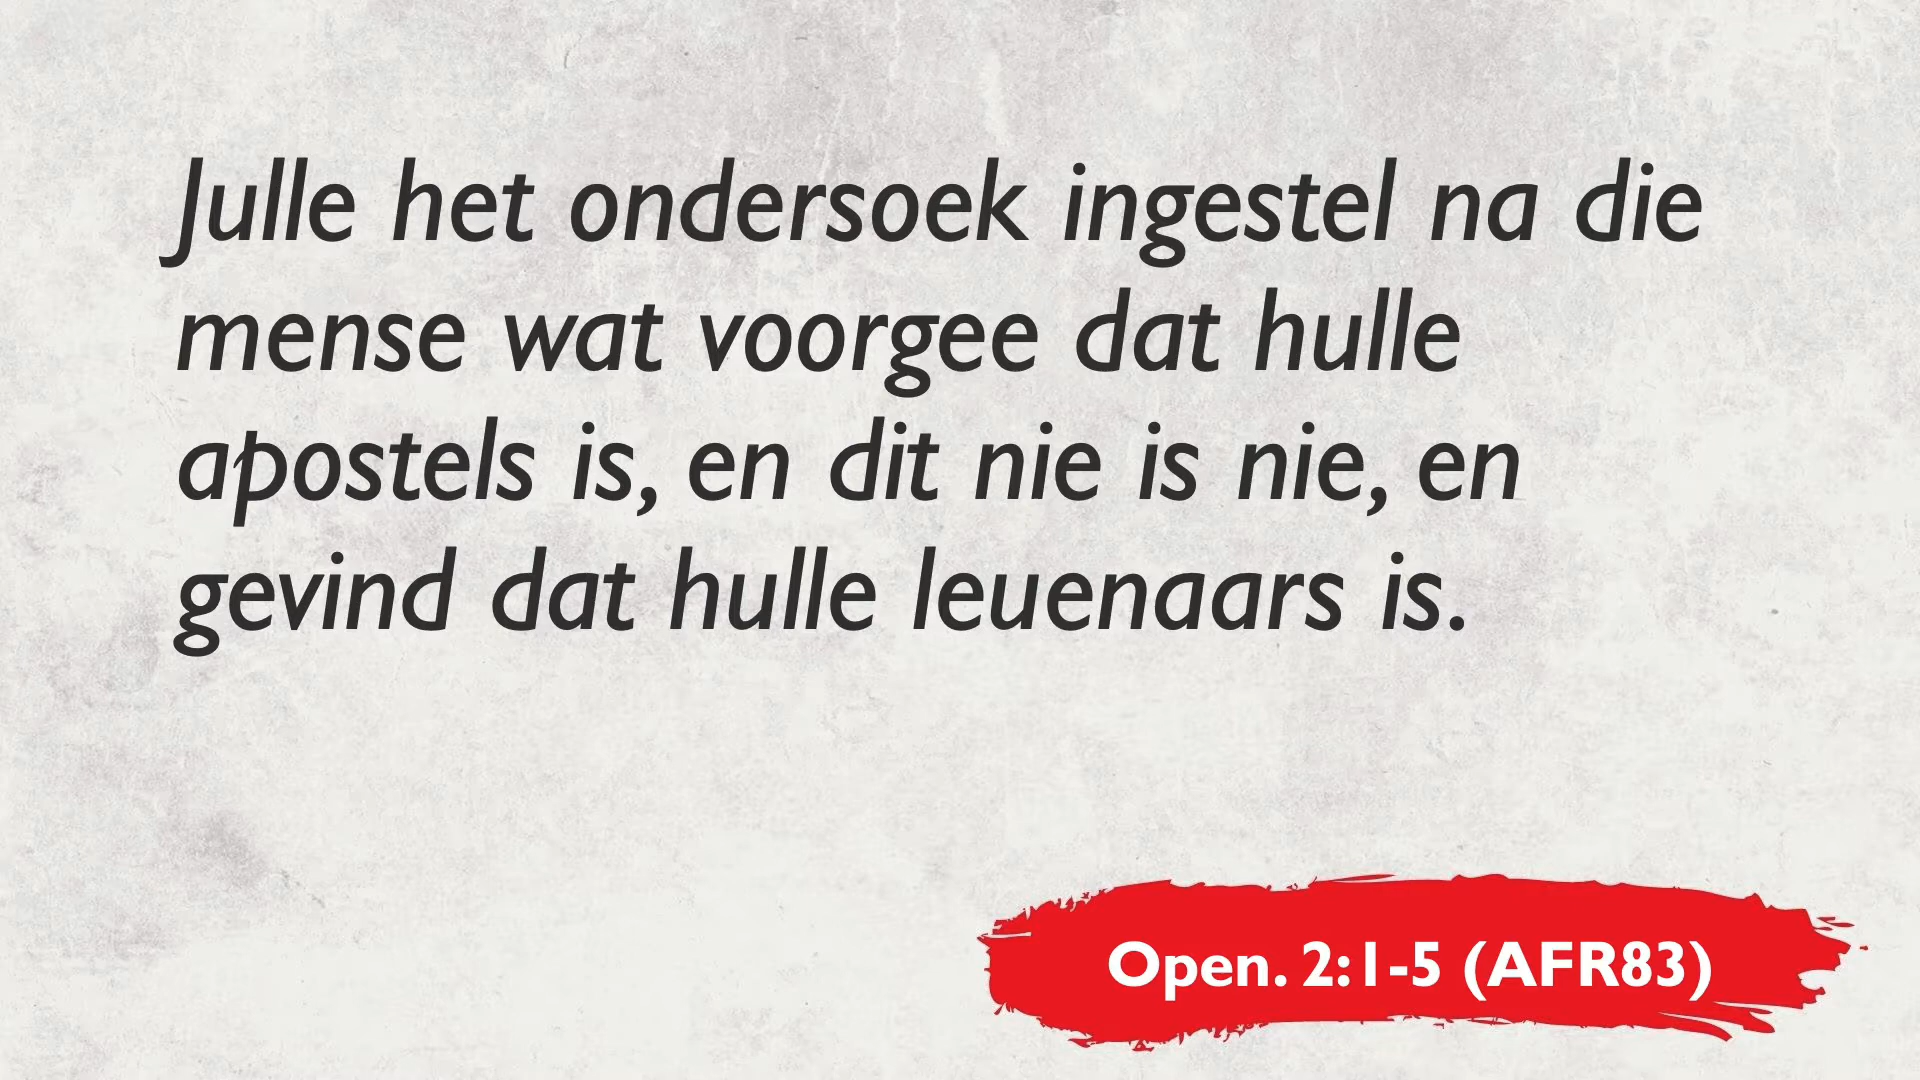 Julle het ondersoek ingestel na die
mense wat voorgee dat hulle
apostels is, en dit nie is nie, en
gevind dat hulle leuenaars is.
Open. 2:1-5 (AFR83)